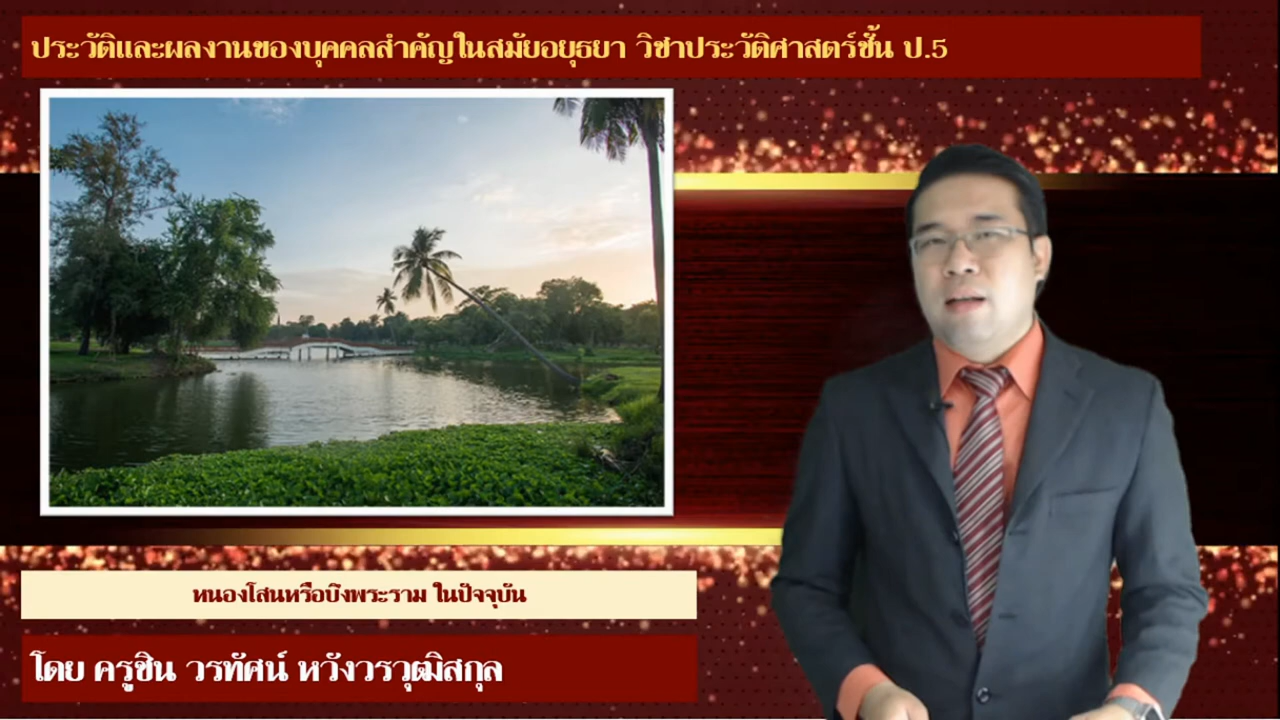 ประวัติและผลงานของบุคคลสำคัญในสมัยอยุธยา วิชาประวัติศาสตร์ชั้น ป.5
หนองโสนหรือบึงพระราม ในปัจจุบัน
โดย ครูชิน วรทัศน์ หวังวรวุฒิสกุล